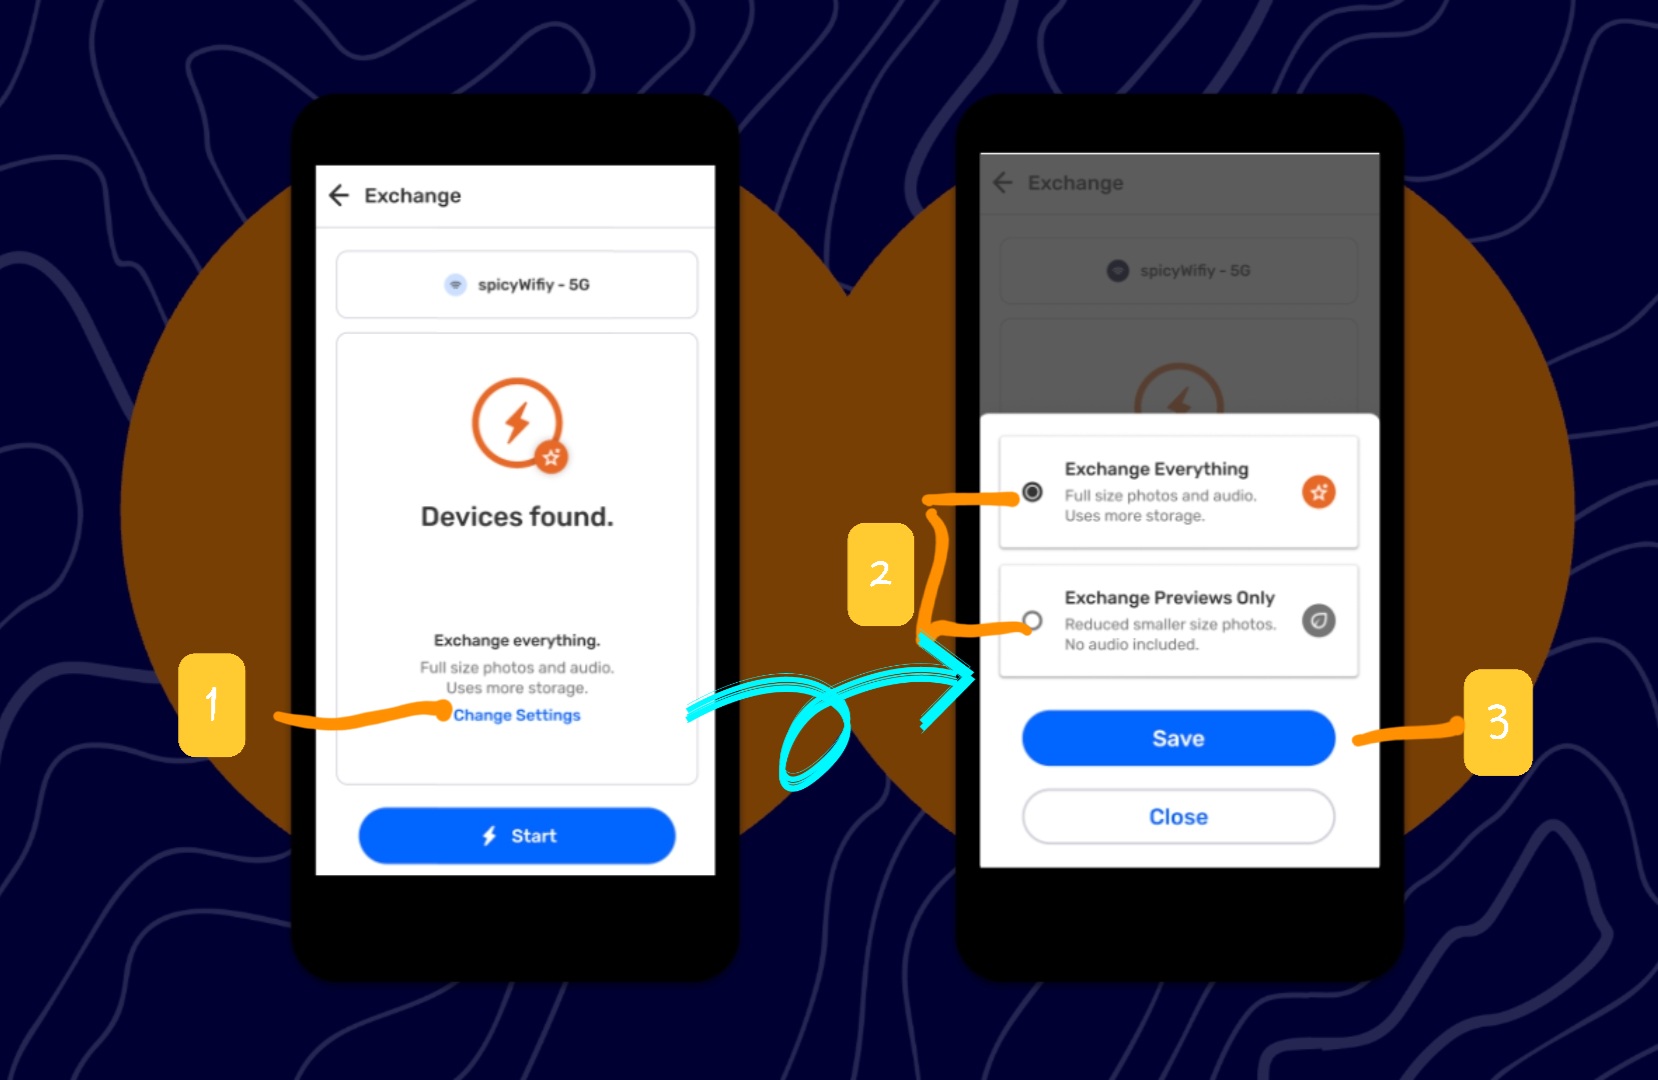 Exchange
spicyWifiy - 5G
Devices found.
Exchange everything.
Full size photos and audio.
Uses more storage.
Change Settings
Start
1
Exchange
spicyWifiy - 5G
Exchange Everything
Full size photos and audio.
Uses more storage.
Exchange Previews Only
Reduced smaller size photos.
No audio included.
Save
Close
2
3